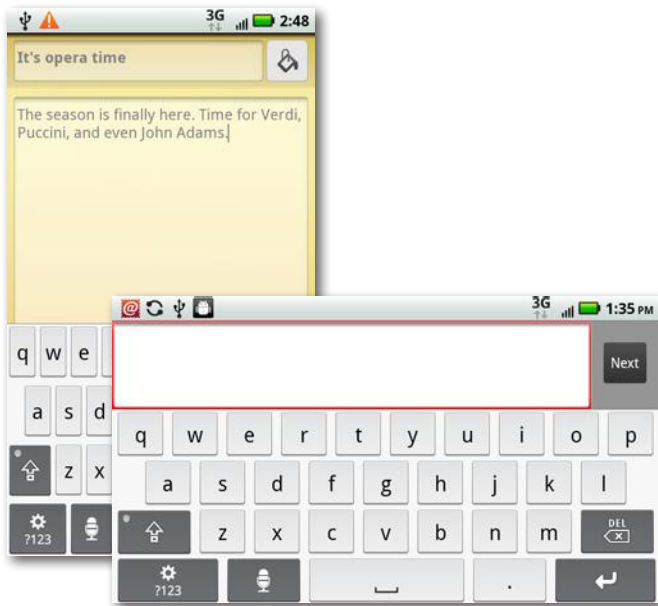 3G 2:48
It's opera time
The season is finally here. Time for Verdi,
Puccini, and even John Adams.
q w e
a s d
z x
?123
@ 3G 1:35 PM
Next
q w e r t y u i o p
a s d f g h j k l
z x c v b n m DEL
?123 .